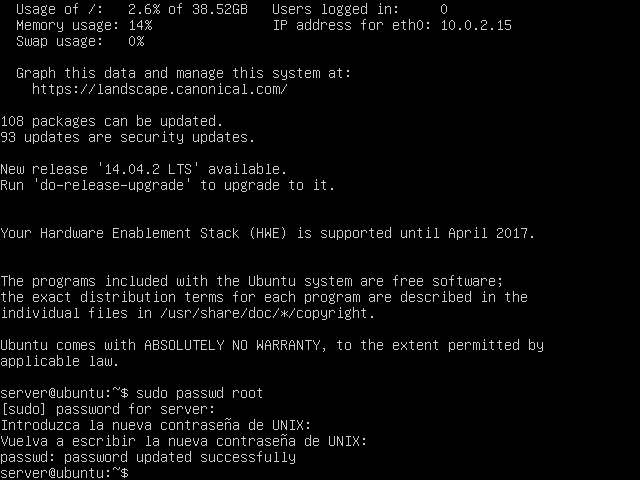 Usage of /:   2.6% of 38.52GB   Users logged in:     0
Memory usage: 14%               IP address for eth0: 10.0.2.15
Swap usage:   0%
Graph this data and manage this system at:
https://landscape.canonical.com/
108 packages can be updated.
93 updates are security updates.
New release '14.04.2 LTS' available.
Run 'do-release-upgrade' to upgrade to it.
Your Hardware Enablement Stack (HWE) is supported until April 2017.
The programs included with the Ubuntu system are free software;
the exact distribution terms for each program are described in the
individual files in /usr/share/doc/*/copyright.
Ubuntu comes with ABSOLUTELY NO WARRANTY, to the extent permitted by
applicable law.
server@ubuntu:~$ sudo passwd root
[sudo] password for server:
Introduzca la nueva contraseña de UNIX:
Vuelva a escribir la nueva contraseña de UNIX:
passwd: password updated successfully
server@ubuntu:~$